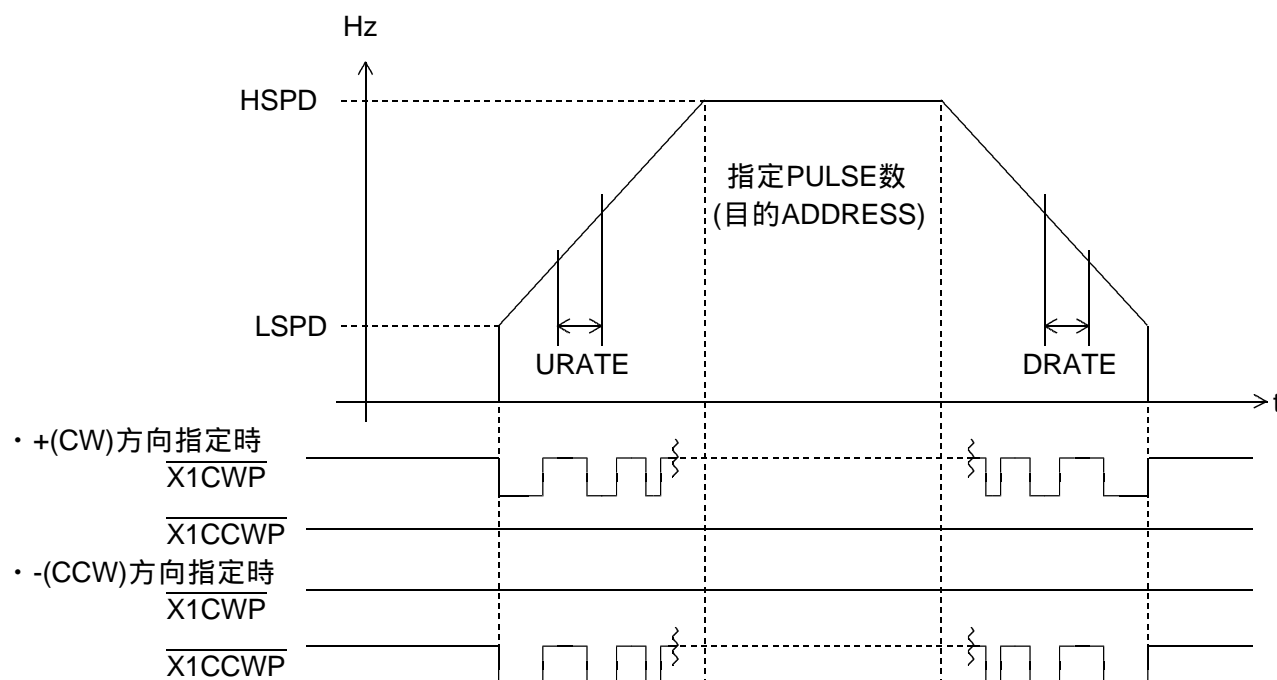 Hz
HSPD
指定PULSE数
(目的ADDRESS)
LSPD
URATE
DRATE
t
・+(CW)方向指定時
X1CWP
X1CCWP
・-(CCW)方向指定時
X1CWP
X1CCWP